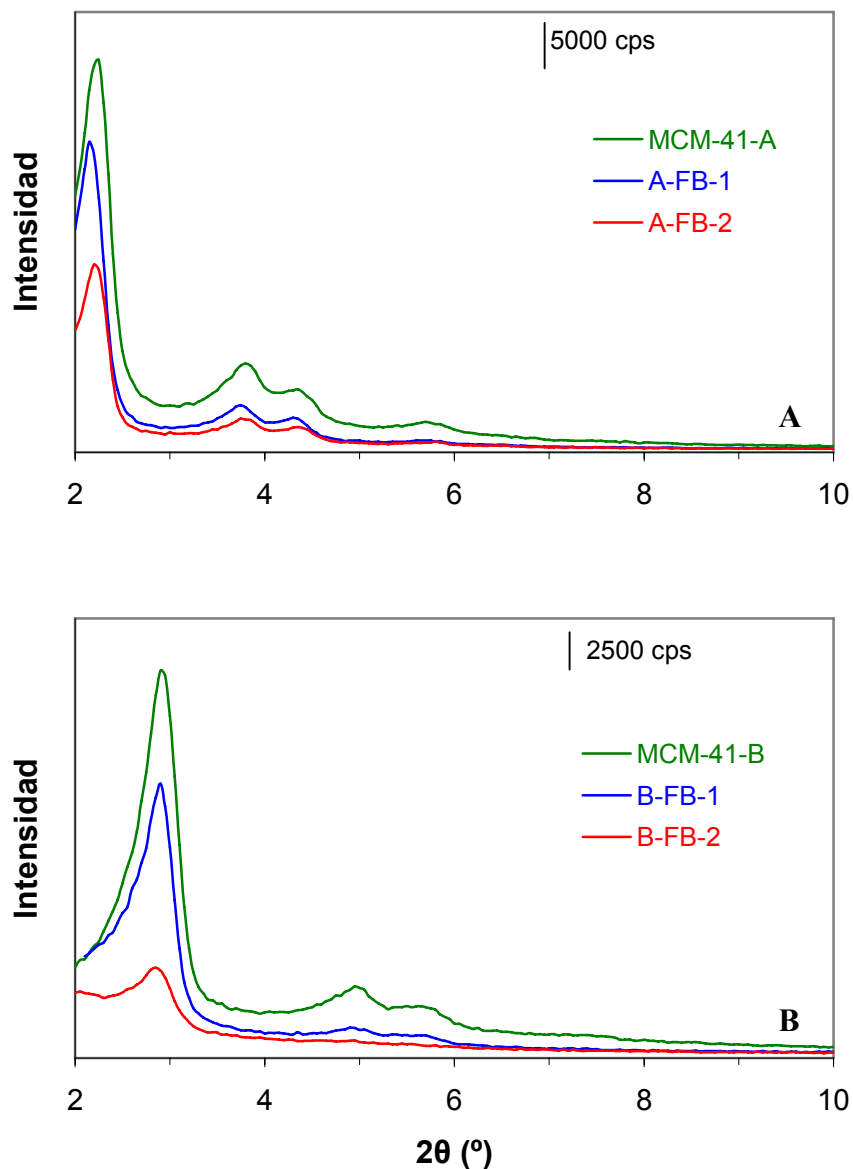 5000 cps
MCM-41-A
A-FB-1
A-FB-2
Intensidad
A
2 4 6 8 10
2500 cps
MCM-41-B
B-FB-1
B-FB-2
Intensidad
B
2 4 6 8 10
2θ (º)